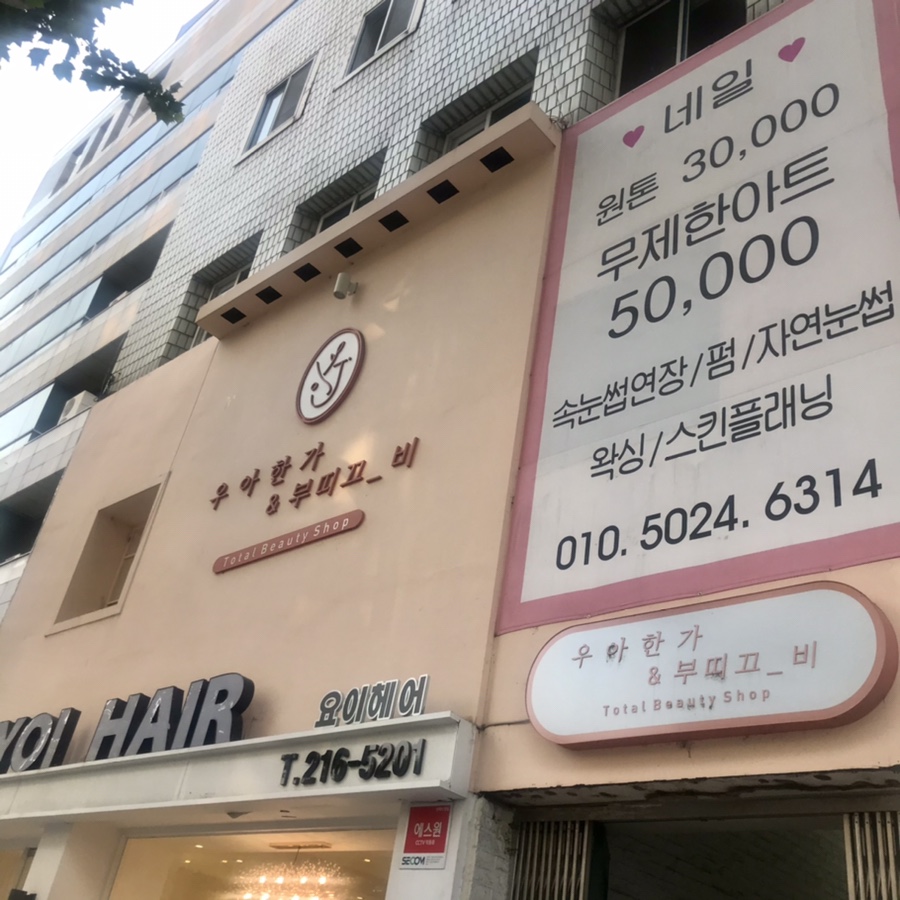 ♥ 네일 ♥
원톤 30,000
무제한아트
50,000
속눈썹연장/펌/자연눈썹
왁싱/스킨플래닝
010. 5024. 6314
우아한가
& 부띠끄_비
Total Beauty Shop
우아한가
& 부띠끄_비
Total Beauty Shop
YOI HAIR
요이헤어
T.216-5201
에스원
SECOM